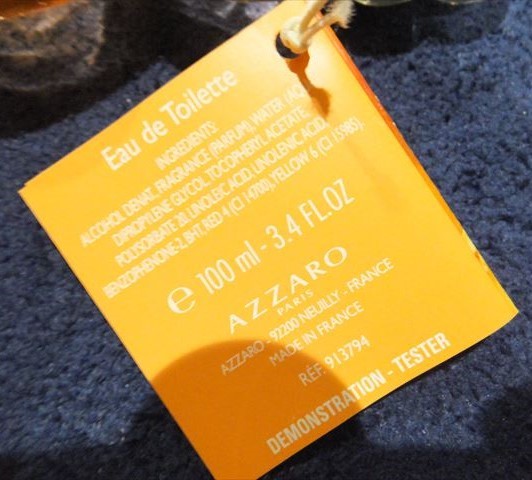 Eau de Toilette
INGREDIENTS:
ALCOHOL DENAT, FRAGRANCE (PARFUM), WATER
DIPROPYLENE GLYCOL, TOCOPHERYL ACETATE,
POLYSORBATE 20, LINOLEIC ACID, LINOLENIC ACID,
BENZOPHENONE-2, BHT, RED 4 (CI 14700), YELLOW 6 (CI 15985).
e 100 ml - 3.4 FL.OZ
AZZARO
PARIS
AZZARO - 92200 NEUILLY - FRANCE
MADE IN FRANCE
RÉF. 913794
DEMONSTRATION - TESTER